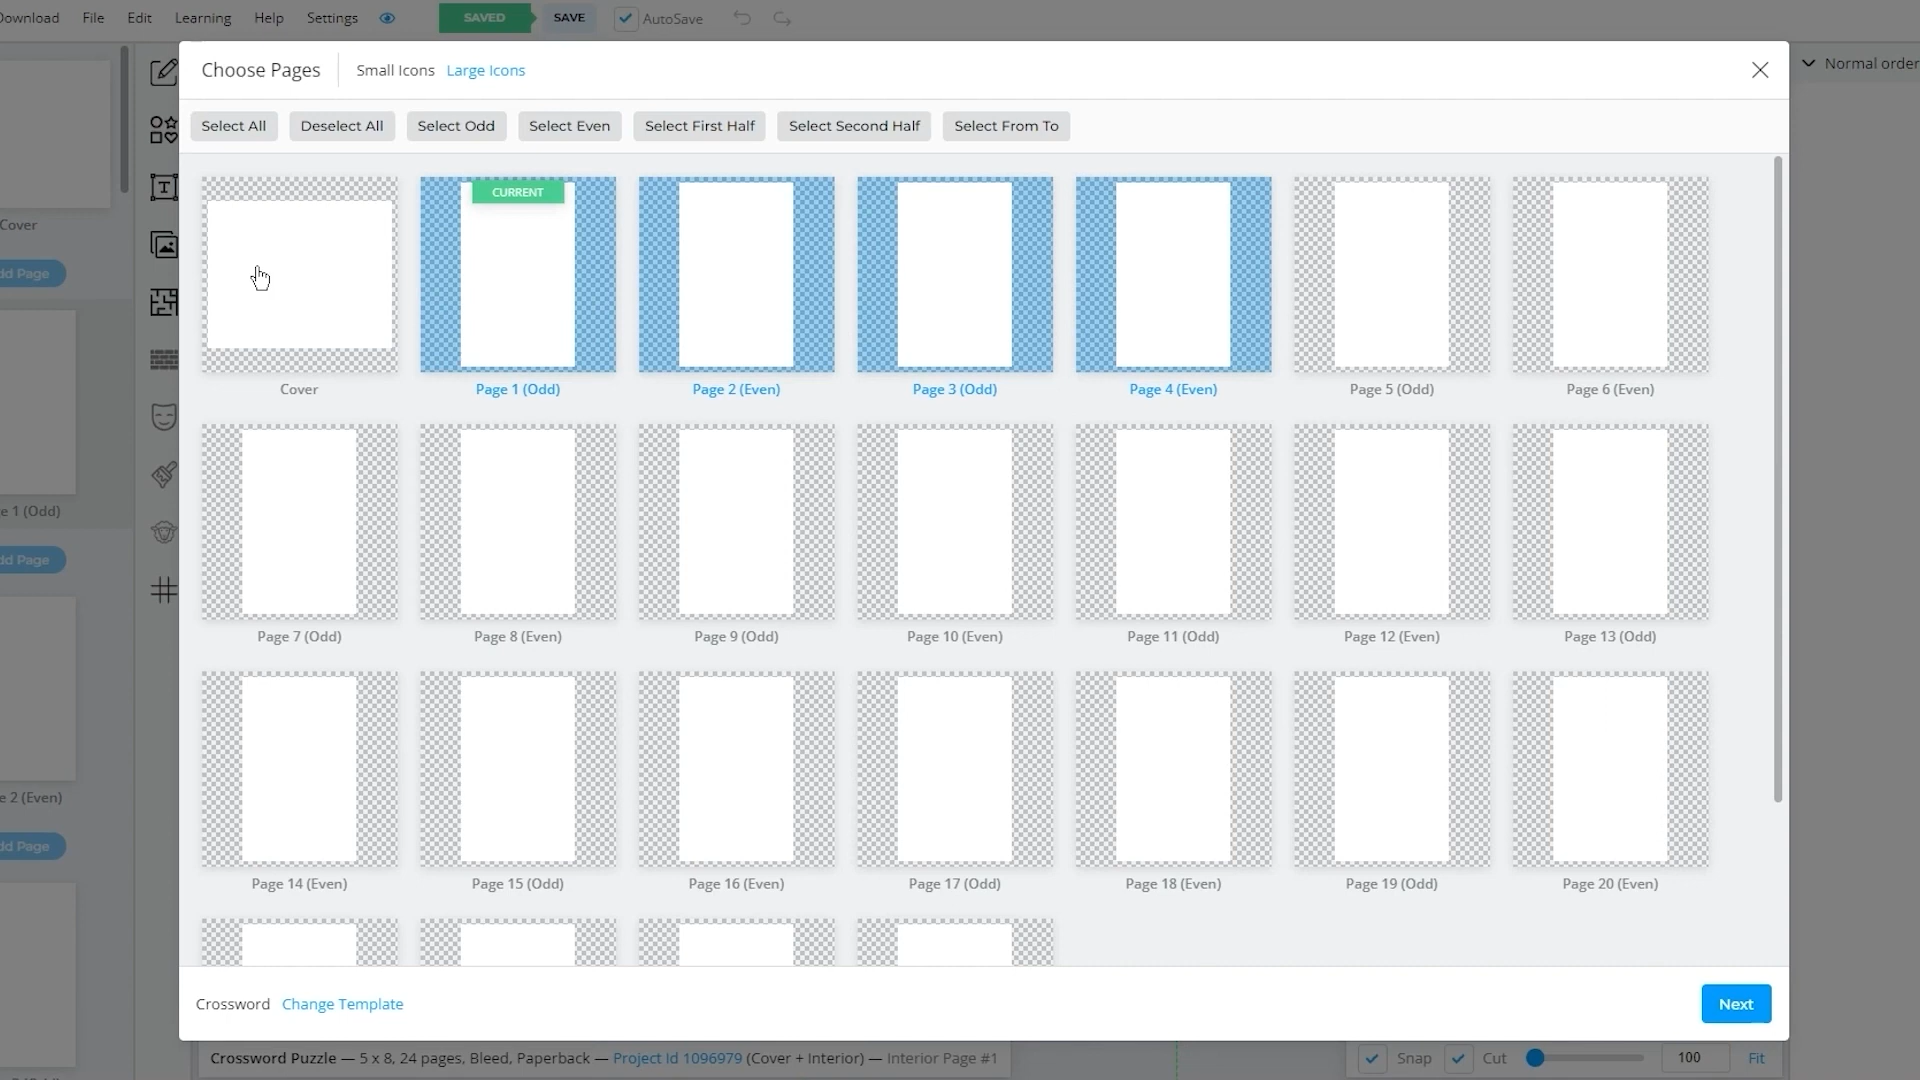 Download File Edit Learning Help Settings SAVED SAVE AutoSave
Choose Pages Small Icons Large Icons
Normal order
Select All Deselect All Select Odd Select Even Select First Half Select Second Half Select From To
CURRENT
Cover
Add Page
Cover Page 1 (Odd) Page 2 (Even) Page 3 (Odd) Page 4 (Even) Page 5 (Odd) Page 6 (Even)
e 1 (Odd)
Add Page
Page 7 (Odd) Page 8 (Even) Page 9 (Odd) Page 10 (Even) Page 11 (Odd) Page 12 (Even) Page 13 (Odd)
e 2 (Even)
Add Page
Page 14 (Even) Page 15 (Odd) Page 16 (Even) Page 17 (Odd) Page 18 (Even) Page 19 (Odd) Page 20 (Even)
Crossword Change Template Next
Crossword Puzzle — 5 x 8, 24 pages, Bleed, Paperback — Project Id 1096979 (Cover + Interior) — Interior Page #1
Snap Cut 100 Fit